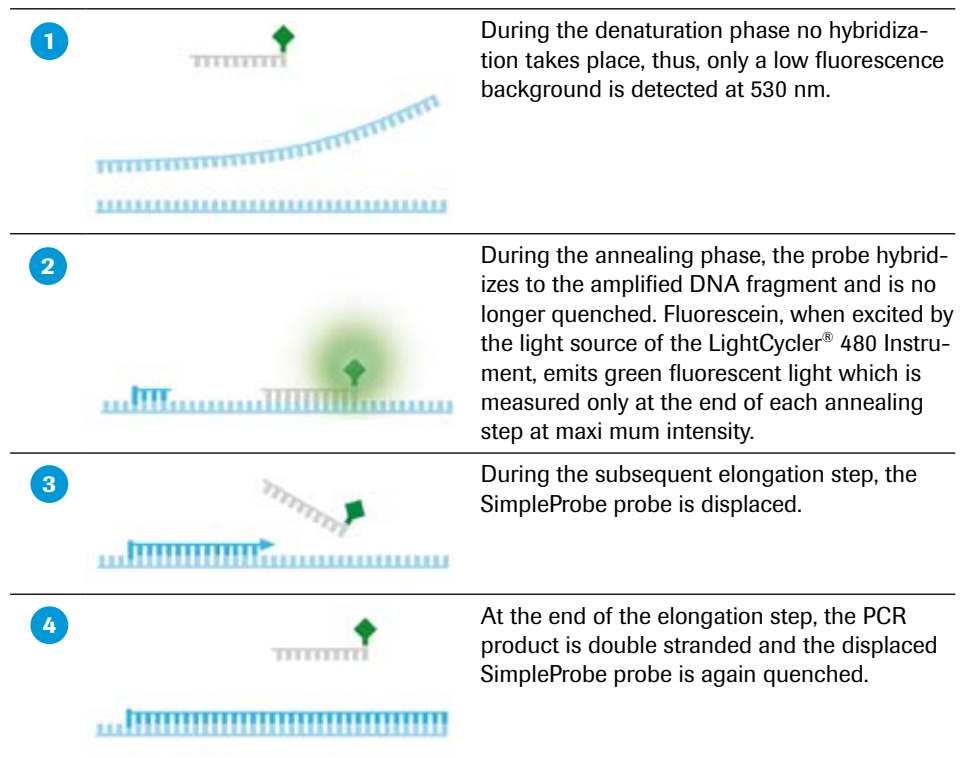 1
During the denaturation phase no hybridiza-
tion takes place, thus, only a low fluorescence
background is detected at 530 nm.
2
During the annealing phase, the probe hybrid-
izes to the amplified DNA fragment and is no
longer quenched. Fluorescein, when excited by
the light source of the LightCycler® 480 Instru-
ment, emits green fluorescent light which is
measured only at the end of each annealing
step at maxi mum intensity.
3
During the subsequent elongation step, the
SimpleProbe probe is displaced.
4
At the end of the elongation step, the PCR
product is double stranded and the displaced
SimpleProbe probe is again quenched.